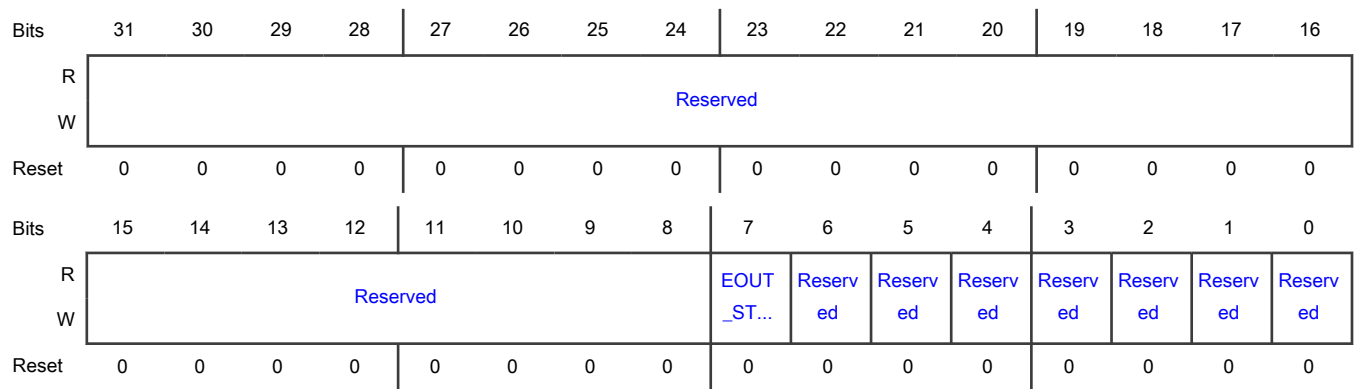 Bits 31 30 29 28 27 26 25 24 23 22 21 20 19 18 17 16
R
Reserved
W
Reset 0 0 0 0 0 0 0 0 0 0 0 0 0 0 0 0
Bits 15 14 13 12 11 10 9 8 7 6 5 4 3 2 1 0
R EOUT Reserv Reserv Reserv Reserv Reserv Reserv Reserv
Reserved
W _ST... ed ed ed ed ed ed ed
Reset 0 0 0 0 0 0 0 0 0 0 0 0 0 0 0 0